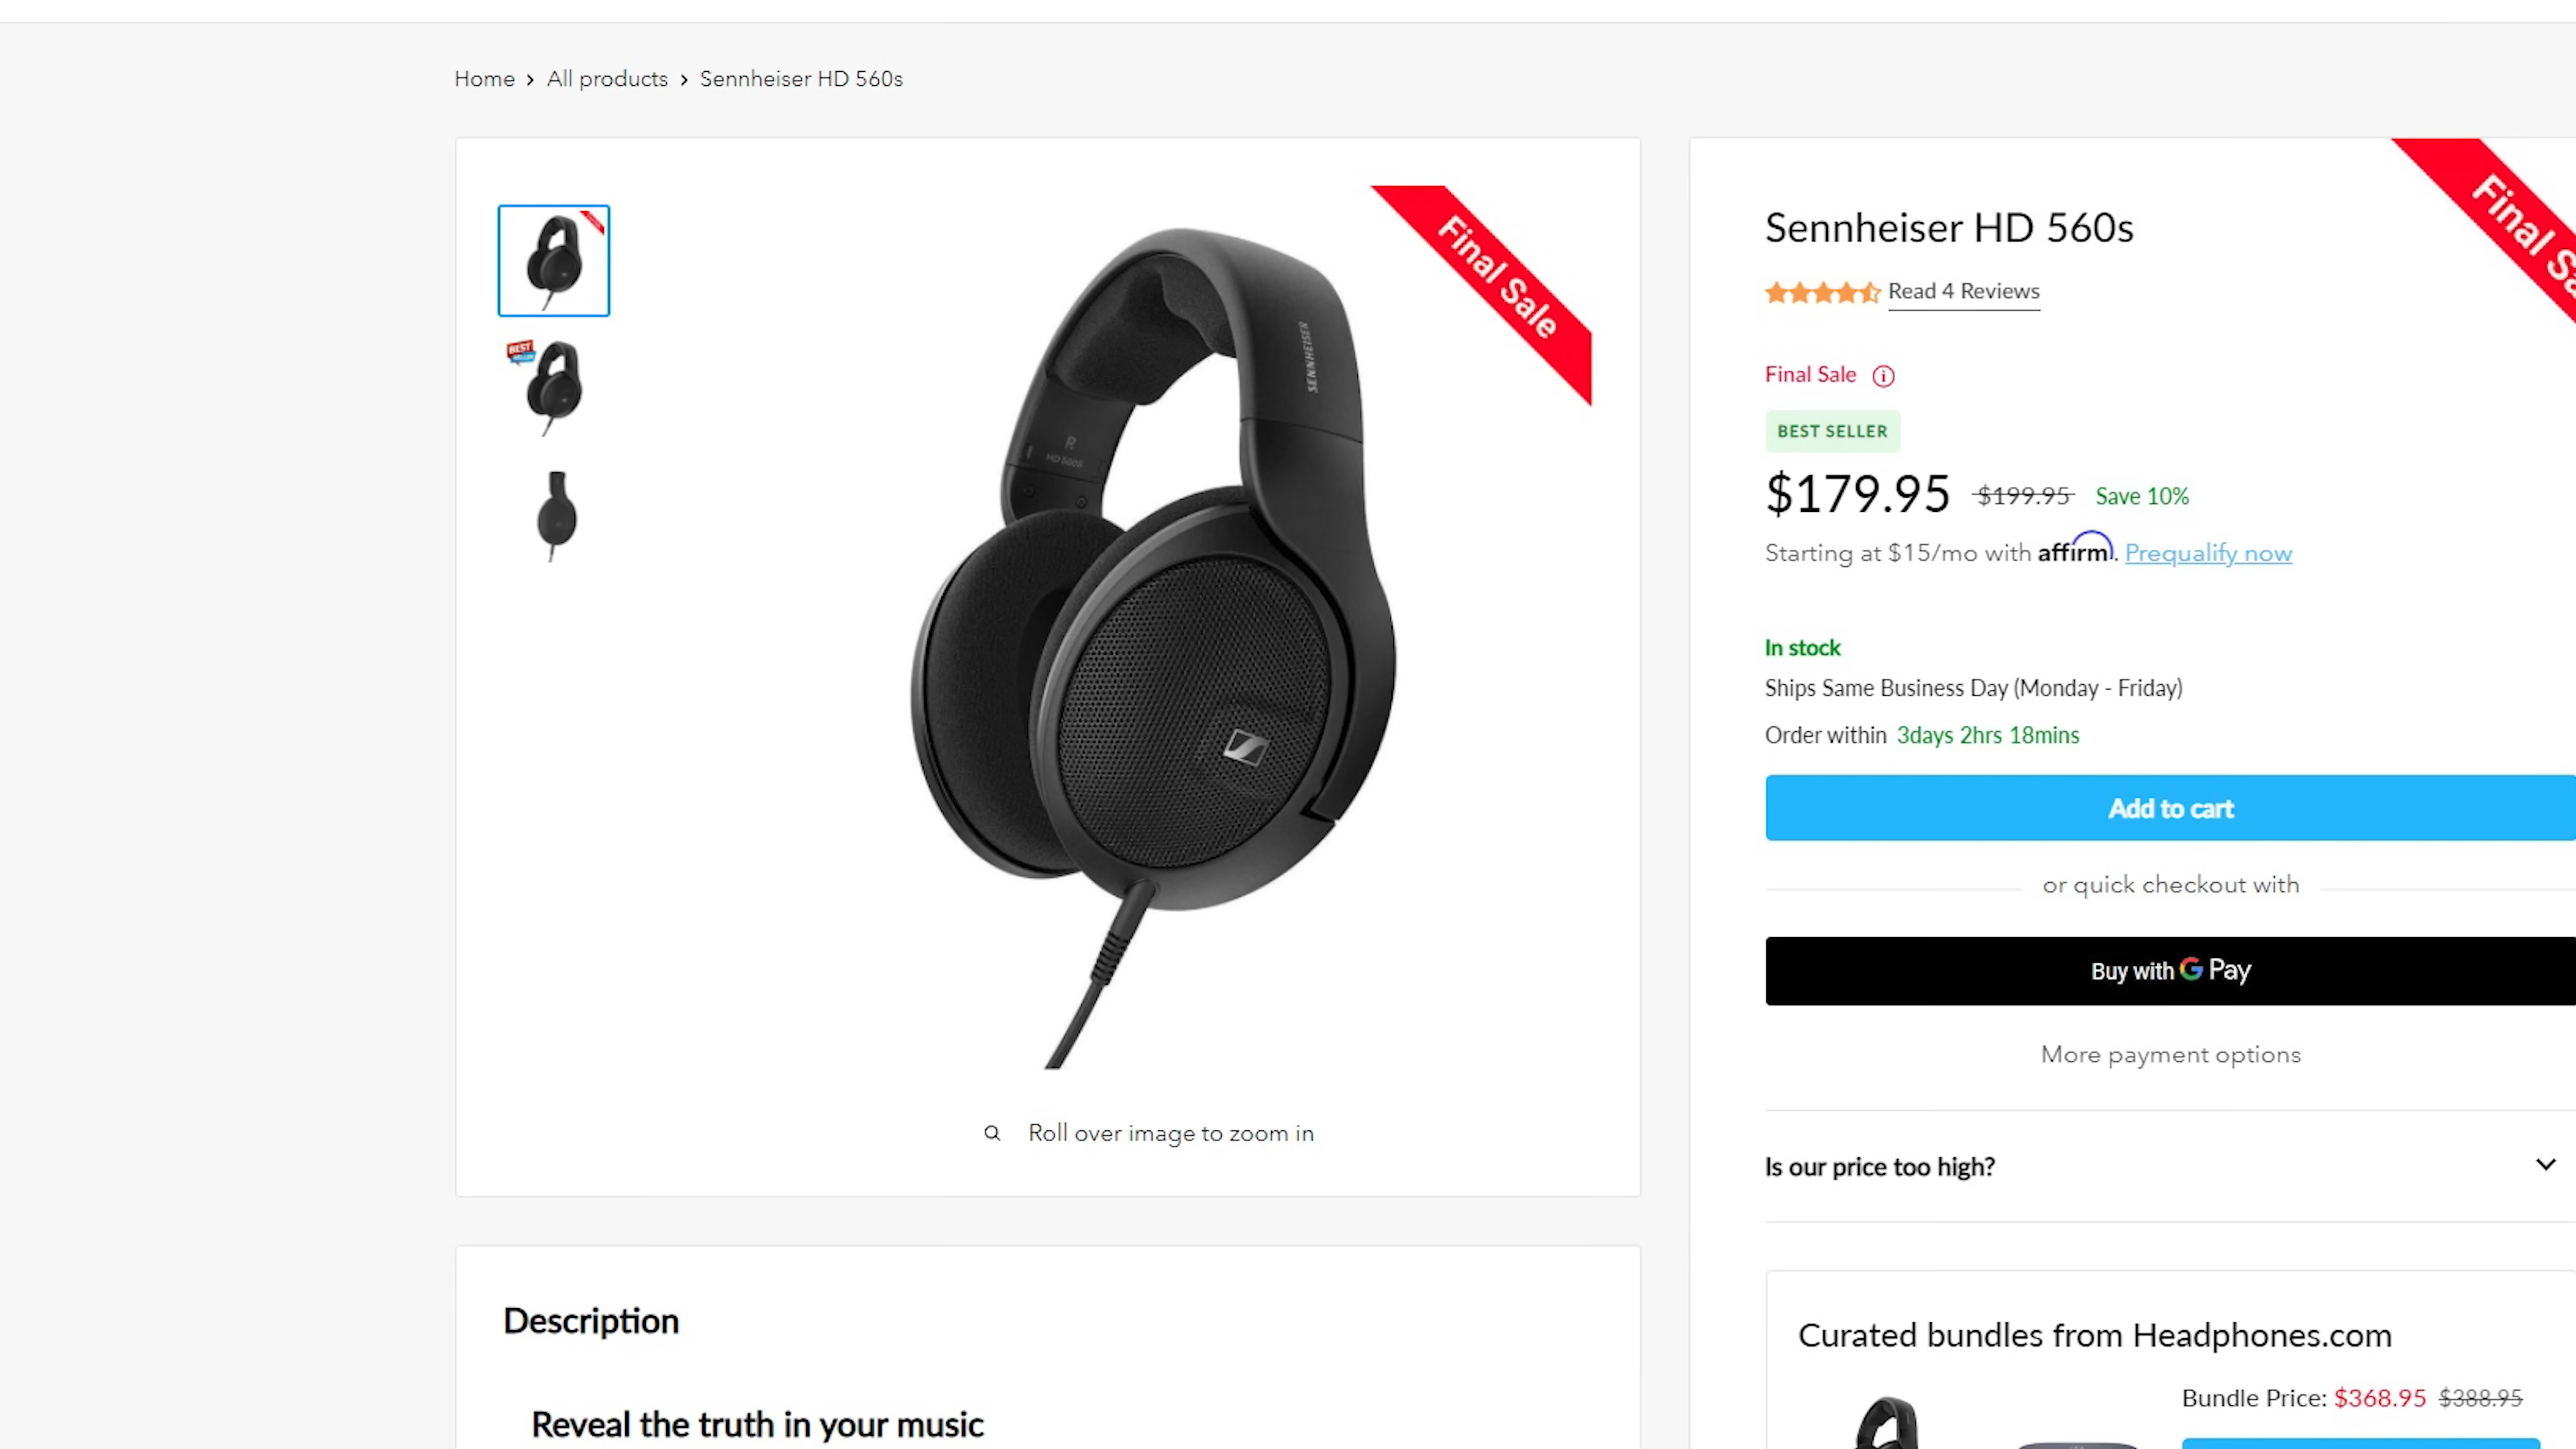 Home › All products › Sennheiser HD 560s
Final Sale
SENNHEISER
R
BEST
Roll over image to zoom in
Description
Reveal the truth in your music
Final Sa
Sennheiser HD 560s
Read 4 Reviews
Final Sale
BEST SELLER
$179.95 $199.95 Save 10%
Starting at $15/mo with affirm. Prequalify now
In stock
Ships Same Business Day (Monday - Friday)
Order within 3days 2hrs 18mins
Add to cart
or quick checkout with
Buy with G Pay
More payment options
Is our price too high?
Curated bundles from Headphones.com
Bundle Price: $368.95 $388.95